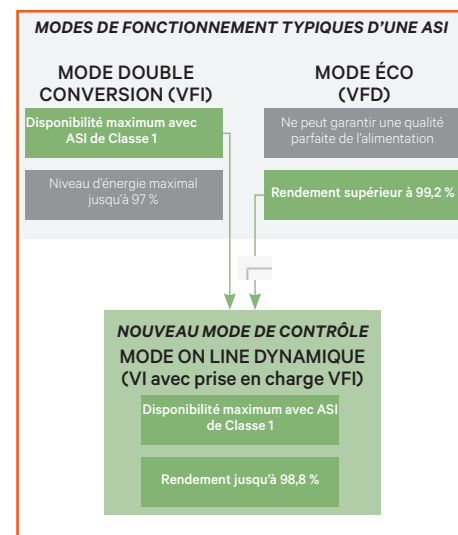 MODES DE FONCTIONNEMENT TYPIQUES D'UNE ASI
MODE DOUBLE
CONVERSION (VFI)
Disponibilité maximum avec
ASI de Classe 1
Niveau d'énergie maximal
jusqu'à 97 %
MODE ÉCO
(VFD)
Ne peut garantir une qualité
parfaite de l'alimentation
Rendement supérieur à 99,2 %
NOUVEAU MODE DE CONTRÔLE
MODE ON LINE DYNAMIQUE
(VI avec prise en charge VFI)
Disponibilité maximum avec ASI
de Classe 1
Rendement jusqu'à 98,8 %